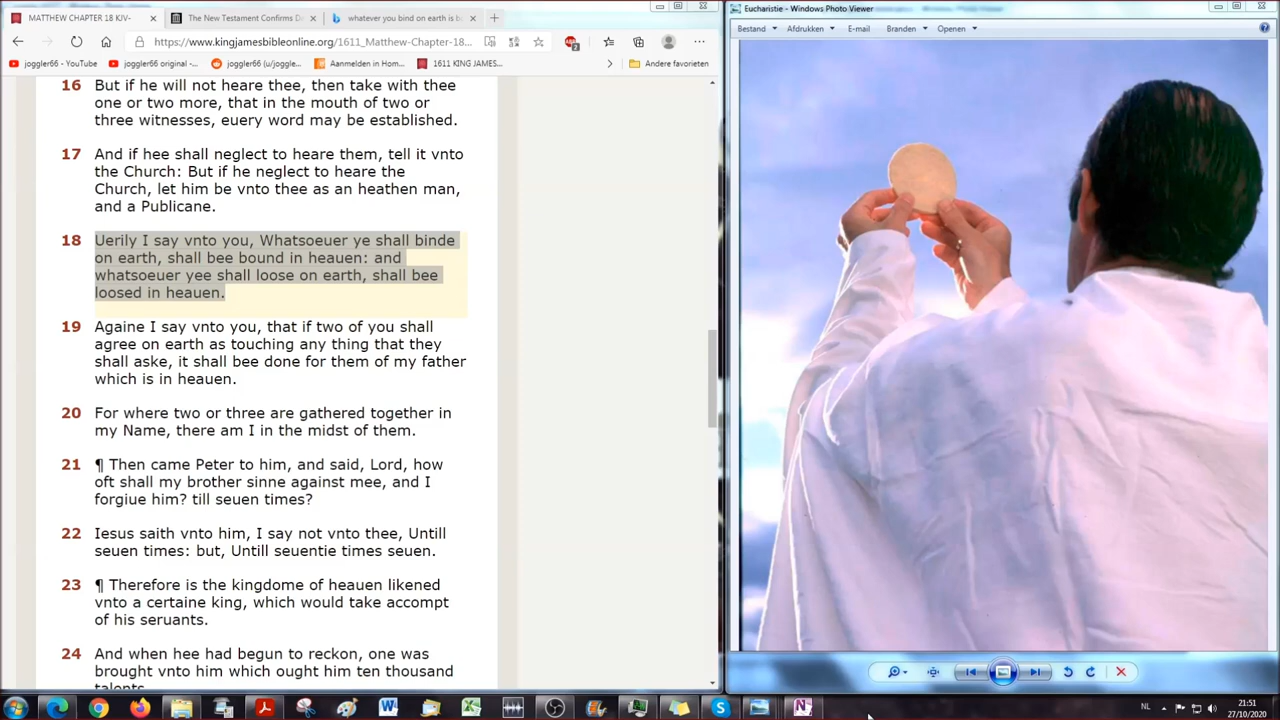 MATTHEW CHAPTER 18 KJV-
The New Testament Confirms D
whatever you bind on earth is b
https://www.kingjamesbibleonline.org/1611_Matthew-Chapter-18...
2
joggler66 - YouTube
joggler66 original -...
joggler66 (u/joggle...
Aanmelden in Hom...
1611 KING JAMES...
Andere favorieten
16 But if he will not heare thee, then take with thee
one or two more, that in the mouth of two or
three witnesses, euery word may be established.
17 And if hee shall neglect to heare them, tell it vnto
the Church: But if he neglect to heare the
Church, let him be vnto thee as an heathen man,
and a Publicane.
18 Uerily I say vnto you, Whatsoeuer ye shall binde
on earth, shall bee bound in heauen: and
whatsoeuer yee shall loose on earth, shall bee
loosed in heauen.
19 Againe I say vnto you, that if two of you shall
agree on earth as touching any thing that they
shall aske, it shall bee done for them of my father
which is in heauen.
20 For where two or three are gathered together in
my Name, there am I in the midst of them.
21 ¶ Then came Peter to him, and said, Lord, how
oft shall my brother sinne against mee, and I
forgiue him? till seuen times?
22 Iesus saith vnto him, I say not vnto thee, Untill
seuen times: but, Untill seuentie times seuen.
23 ¶ Therefore is the kingdome of heauen likened
vnto a certaine king, which would take accompt
of his seruants.
24 And when hee had begun to reckon, one was
brought vnto him which ought him ten thousand
talents.
Eucharistie - Windows Photo Viewer
Bestand Afdrukken E-mail Branden Openen
NL
21:51
27/10/2020